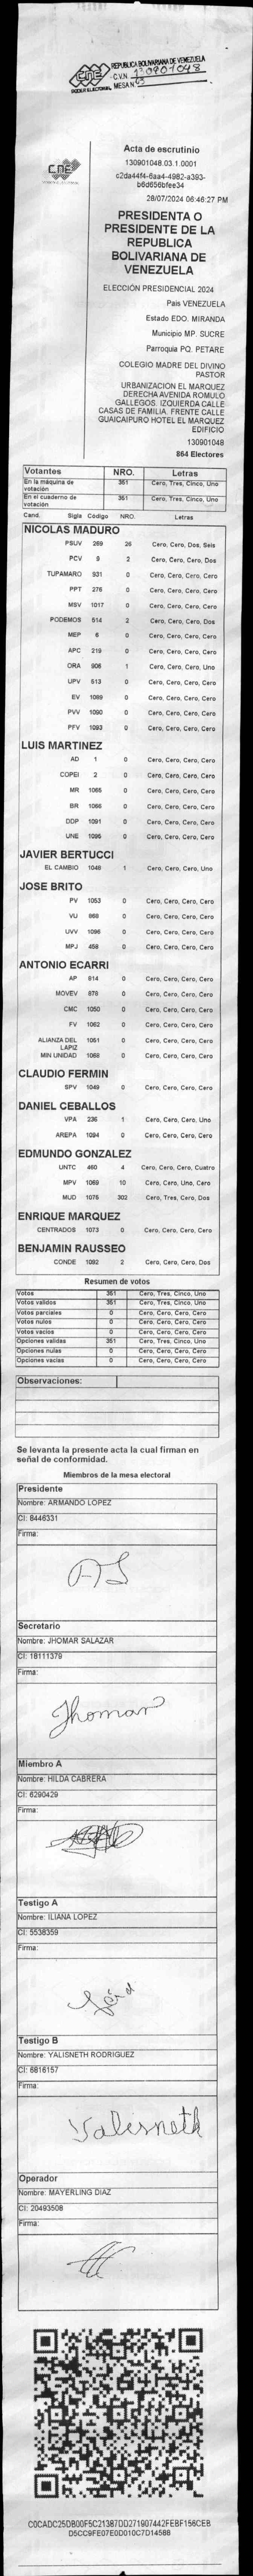 REPUBLICA BOLIVARIANA DE VENEZUELA
CNE
PODER ELECTORAL
C.V.N. 130901048
MESA N° 03
CNE
Acta de escrutinio
130901048.03.1.0001
c2da44f4-6aa4-4982-a393-
b6d656bfee34
28/07/2024 06:46:27 PM
PRESIDENTA O
PRESIDENTE DE LA
REPUBLICA
BOLIVARIANA DE
VENEZUELA
ELECCIÓN PRESIDENCIAL 2024
Pais VENEZUELA
Estado EDO. MIRANDA
Municipio MP. SUCRE
Parroquia PQ. PETARE
COLEGIO MADRE DEL DIVINO
PASTOR
URBANIZACION EL MARQUEZ
DERECHA AVENIDA ROMULO
GALLEGOS. IZQUIERDA CALLE
CASAS DE FAMILIA. FRENTE CALLE
GUAICAIPURO HOTEL EL MARQUEZ
EDIFICIO
130901048
864 Electores
Votantes NRO. Letras
En la máquina de votación 351 Cero, Tres, Cinco, Uno
En el cuaderno de votación 351 Cero, Tres, Cinco, Uno
Cand. Sigla Código NRO. Letras
NICOLAS MADURO
PSUV 269 26 Cero, Cero, Dos, Seis
PCV 9 2 Cero, Cero, Cero, Dos
TUPAMARO 931 0 Cero, Cero, Cero, Cero
PPT 276 0 Cero, Cero, Cero, Cero
MSV 1017 0 Cero, Cero, Cero, Cero
PODEMOS 514 2 Cero, Cero, Cero, Dos
MEP 6 0 Cero, Cero, Cero, Cero
APC 219 0 Cero, Cero, Cero, Cero
ORA 906 1 Cero, Cero, Cero, Uno
UPV 513 0 Cero, Cero, Cero, Cero
EV 1089 0 Cero, Cero, Cero, Cero
PVV 1090 0 Cero, Cero, Cero, Cero
PFV 1093 0 Cero, Cero, Cero, Cero
LUIS MARTINEZ
AD 1 0 Cero, Cero, Cero, Cero
COPEI 2 0 Cero, Cero, Cero, Cero
MR 1065 0 Cero, Cero, Cero, Cero
BR 1066 0 Cero, Cero, Cero, Cero
DDP 1091 0 Cero, Cero, Cero, Cero
UNE 1095 0 Cero, Cero, Cero, Cero
JAVIER BERTUCCI
EL CAMBIO 1048 1 Cero, Cero, Cero, Uno
JOSE BRITO
PV 1053 0 Cero, Cero, Cero, Cero
VU 868 0 Cero, Cero, Cero, Cero
UVV 1096 0 Cero, Cero, Cero, Cero
MPJ 458 0 Cero, Cero, Cero, Cero
ANTONIO ECARRI
AP 814 0 Cero, Cero, Cero, Cero
MOVEV 878 0 Cero, Cero, Cero, Cero
CMC 1050 0 Cero, Cero, Cero, Cero
FV 1062 0 Cero, Cero, Cero, Cero
ALIANZA DEL LAPIZ 1051 0 Cero, Cero, Cero, Cero
MIN UNIDAD 1068 0 Cero, Cero, Cero, Cero
CLAUDIO FERMIN
SPV 1049 0 Cero, Cero, Cero, Cero
DANIEL CEBALLOS
VPA 236 1 Cero, Cero, Cero, Uno
AREPA 1094 0 Cero, Cero, Cero, Cero
EDMUNDO GONZALEZ
UNTC 460 4 Cero, Cero, Cero, Cuatro
MPV 1069 10 Cero, Cero, Uno, Cero
MUD 1075 302 Cero, Tres, Cero, Dos
ENRIQUE MARQUEZ
CENTRADOS 1073 0 Cero, Cero, Cero, Cero
BENJAMIN RAUSSEO
CONDE 1092 2 Cero, Cero, Cero, Dos
Resumen de votos
Votos 351 Cero, Tres, Cinco, Uno
Votos validos 351 Cero, Tres, Cinco, Uno
Votos parciales 0 Cero, Cero, Cero, Cero
Votos nulos 0 Cero, Cero, Cero, Cero
Votos vacios 0 Cero, Cero, Cero, Cero
Opciones validas 351 Cero, Tres, Cinco, Uno
Opciones nulas 0 Cero, Cero, Cero, Cero
Opciones vacias 0 Cero, Cero, Cero, Cero
Observaciones:
Se levanta la presente acta la cual firman en
señal de conformidad.
Miembros de la mesa electoral
Presidente
Nombre: ARMANDO LOPEZ
CI: 8446331
Firma:
Secretario
Nombre: JHOMAR SALAZAR
CI: 18111379
Firma:
Jhomar
Miembro A
Nombre: HILDA CABRERA
CI: 6290429
Firma:
Testigo A
Nombre: ILIANA LOPEZ
CI: 5538359
Firma:
Testigo B
Nombre: YALISNETH RODRIGUEZ
CI: 6816157
Firma:
Yalisneth
Operador
Nombre: MAYERLING DIAZ
CI: 20493508
Firma:
C0CADC25DB00F5C21387DD271907442FEBF156CEB
D5CC9FE07E0D010C7D14588